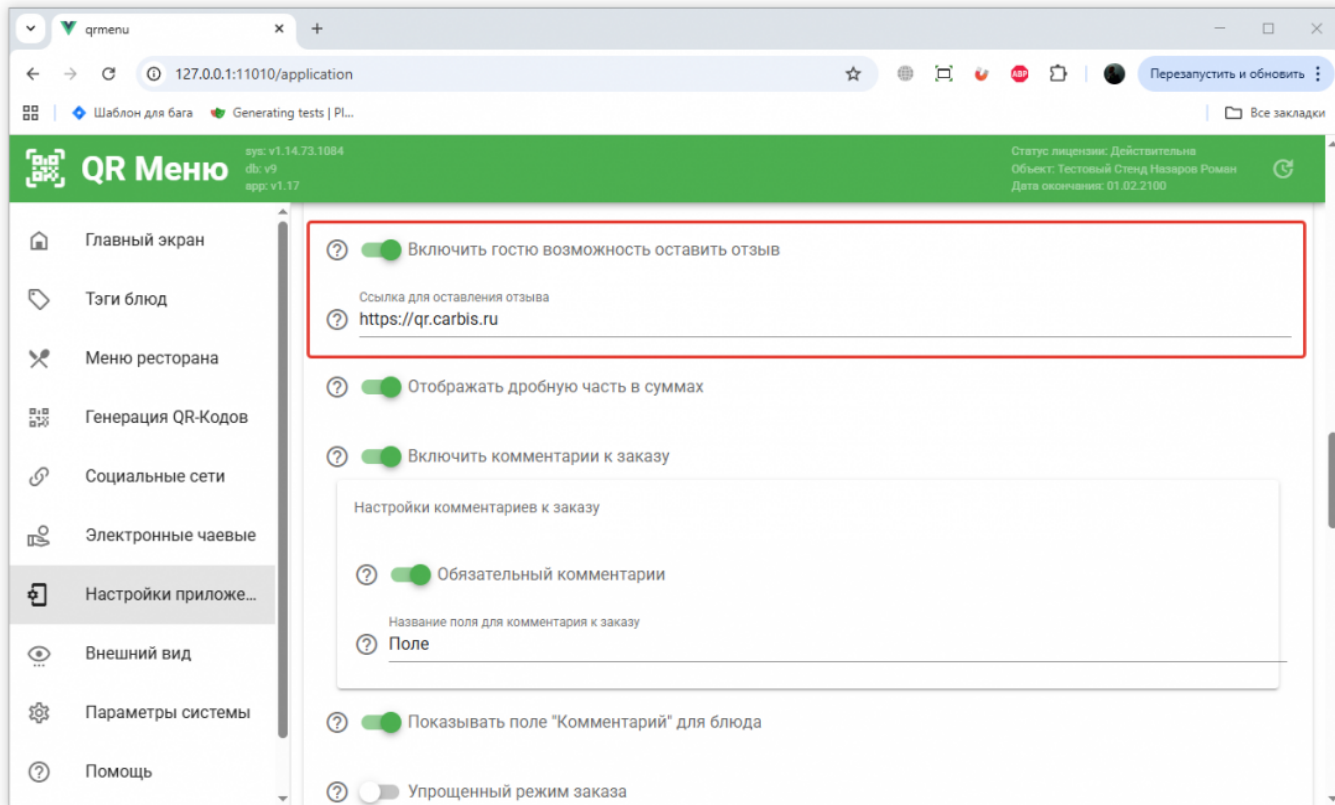 qrmenu
127.0.0.1:11010/application
ABP
Перезапустить и обновить
Шаблон для бага
Generating tests | Pl...
Все закладки
QR Меню
sys: v1.14.73.1084
db: v9
app: v1.17
Статус лицензии: Действительна
Объект: Тестовый Стенд Назаров Роман
Дата окончания: 01.02.2100
Главный экран
Тэги блюд
Меню ресторана
Генерация QR-Кодов
Социальные сети
Электронные чаевые
Настройки приложе...
Внешний вид
Параметры системы
Помощь
Включить гостю возможность оставить отзыв
Ссылка для оставления отзыва
https://qr.carbis.ru
Отображать дробную часть в суммах
Включить комментарии к заказу
Настройки комментариев к заказу
Обязательный комментарии
Название поля для комментария к заказу
Поле
Показывать поле "Комментарий" для блюда
Упрощенный режим заказа